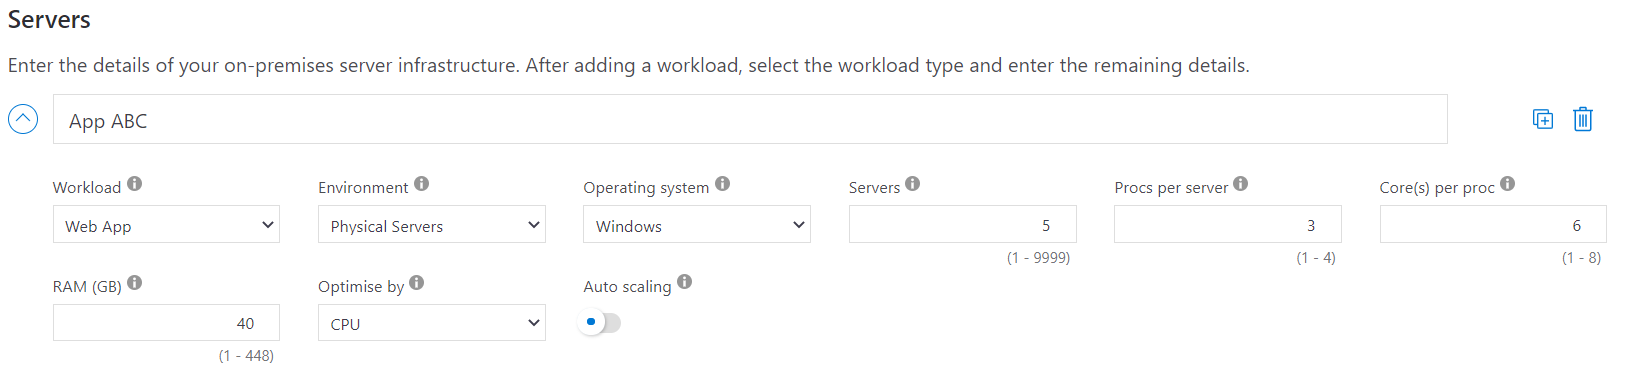 Servers
Enter the details of your on-premises server infrastructure. After adding a workload, select the workload type and enter the remaining details.
App ABC
Workload Environment Operating system Servers Procs per server Core(s) per proc
Web App Physical Servers Windows 5 3 6
(1 - 9999) (1 - 4) (1 - 8)
RAM (GB) Optimise by Auto scaling
40 CPU
(1 - 448)